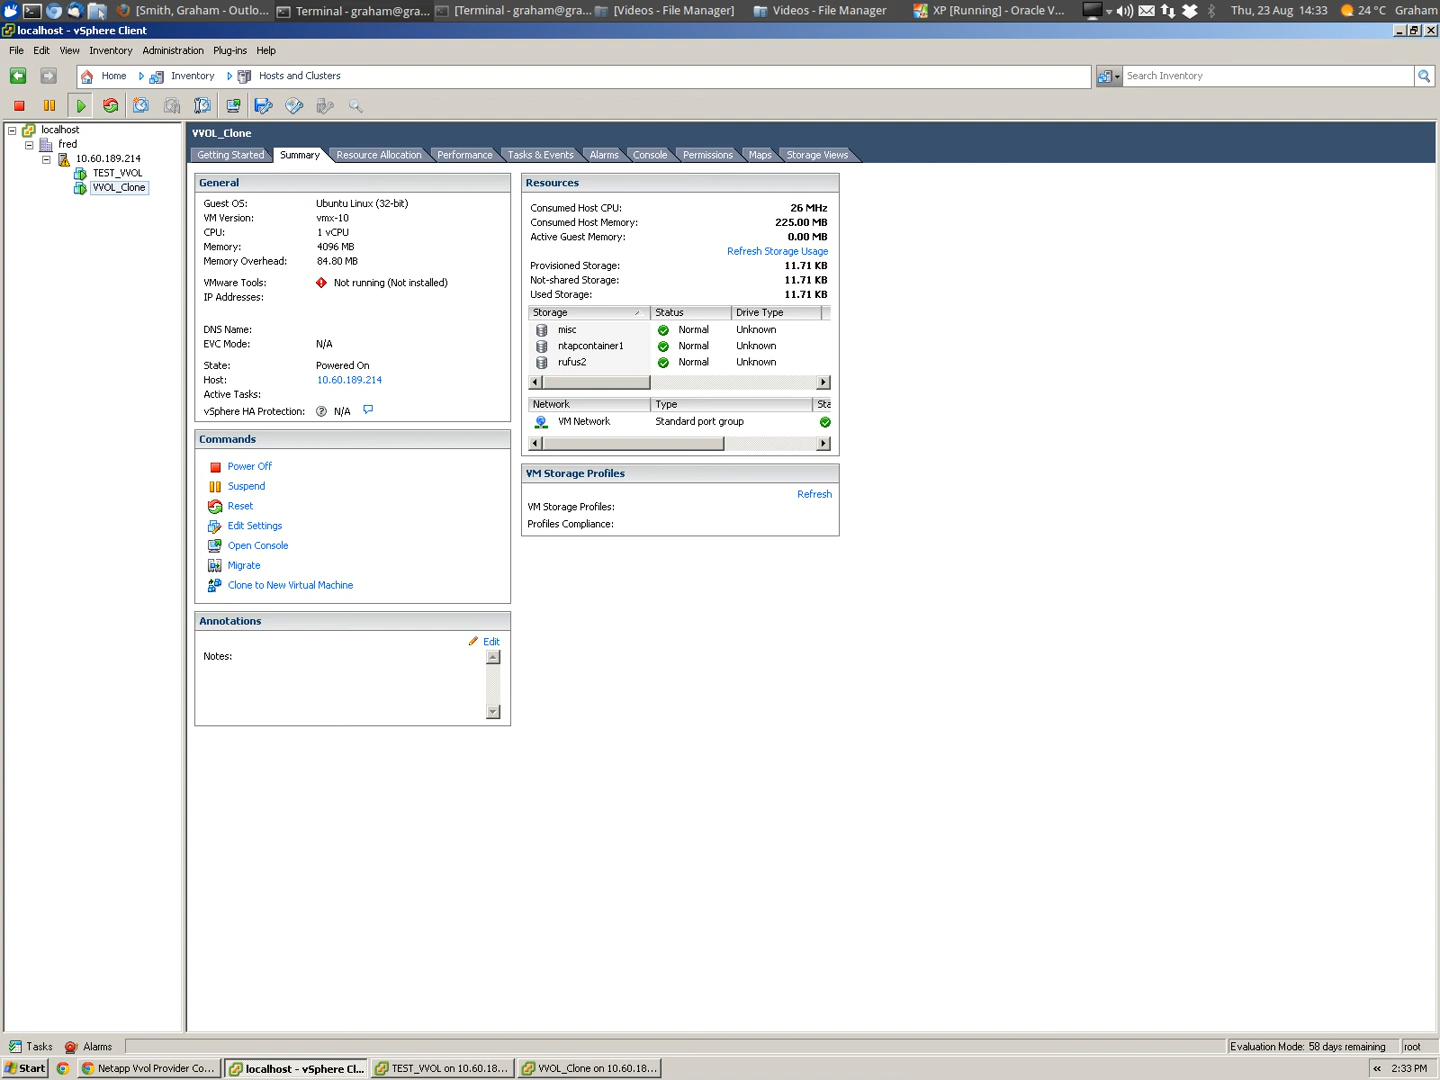 [Smith, Graham - Outlo...
Terminal - graham@gra...
[Terminal - graham@gra...
[Videos - File Manager]
Videos - File Manager
XP [Running] - Oracle V...
Thu, 23 Aug 14:33
24 °C
Graham
localhost - vSphere Client
File Edit View Inventory Administration Plug-ins Help
Home Inventory Hosts and Clusters
Search Inventory
localhost
fred
10.60.189.214
TEST_VVOL
VVOL_Clone
VVOL_Clone
Getting Started Summary Resource Allocation Performance Tasks & Events Alarms Console Permissions Maps Storage Views
General
Guest OS: Ubuntu Linux (32-bit)
VM Version: vmx-10
CPU: 1 vCPU
Memory: 4096 MB
Memory Overhead: 84.80 MB
VMware Tools: Not running (Not installed)
IP Addresses:
DNS Name:
EVC Mode: N/A
State: Powered On
Host: 10.60.189.214
Active Tasks:
vSphere HA Protection: ? N/A
Commands
Power Off
Suspend
Reset
Edit Settings
Open Console
Migrate
Clone to New Virtual Machine
Annotations
Edit
Notes:
Resources
Consumed Host CPU: 26 MHz
Consumed Host Memory: 225.00 MB
Active Guest Memory: 0.00 MB
Refresh Storage Usage
Provisioned Storage: 11.71 KB
Not-shared Storage: 11.71 KB
Used Storage: 11.71 KB
Storage Status Drive Type
misc Normal Unknown
ntapcontainer1 Normal Unknown
rufus2 Normal Unknown
Network Type Sta
VM Network Standard port group
VM Storage Profiles
Refresh
VM Storage Profiles:
Profiles Compliance:
Tasks Alarms
Evaluation Mode: 58 days remaining
root
Start
Netapp Vvol Provider Co...
localhost - vSphere Cl...
TEST_VVOL on 10.60.18...
VVOL_Clone on 10.60.18...
«
2:33 PM